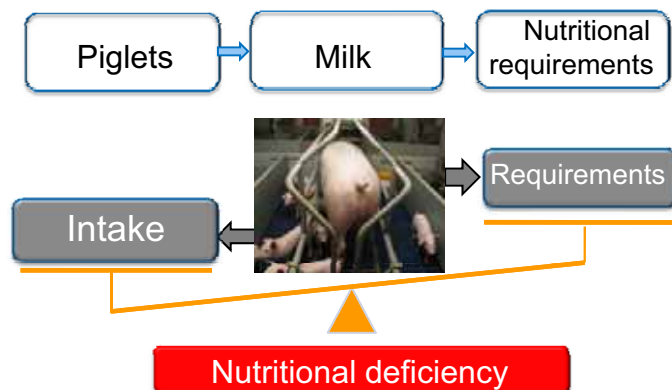 Piglets
Milk
Nutritional
requirements
Intake
Requirements
Nutritional deficiency